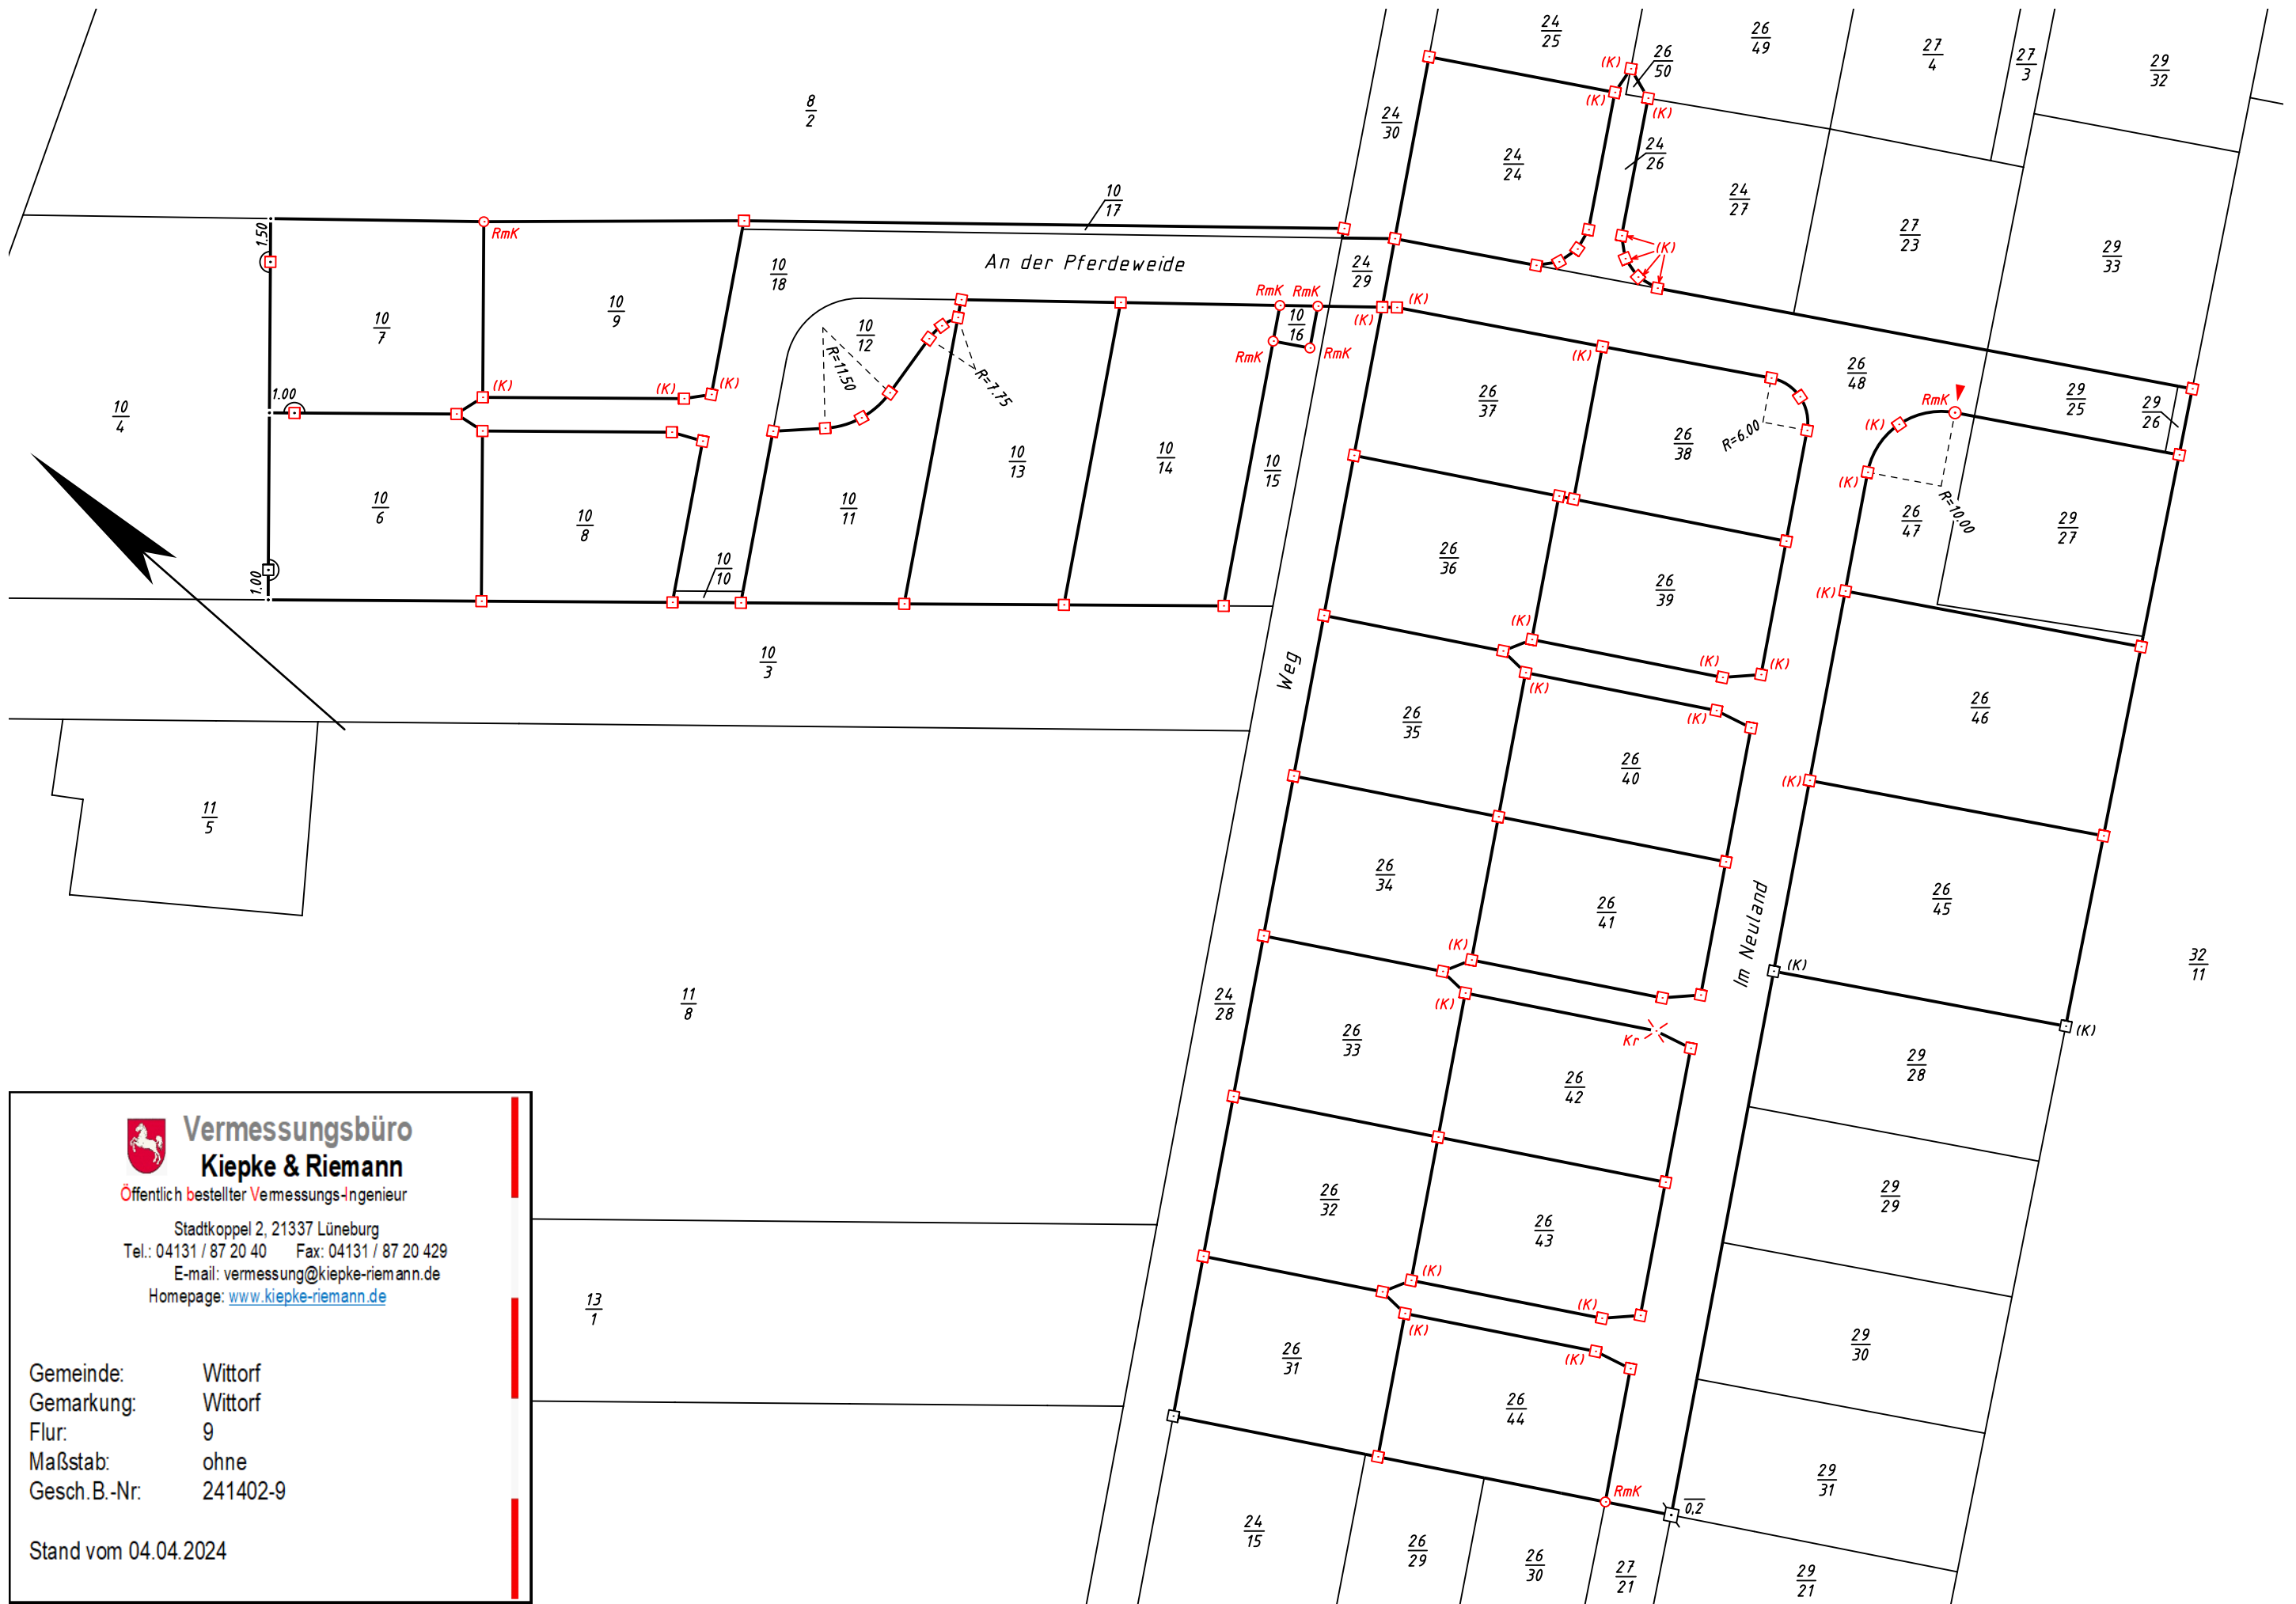 24
25
26
49
26
50
27
4
27
3
29
32
(K)
(K)
(K)
8
2
24
30
24
24
24
26
24
27
27
23
29
33
10
17
1.50
RmK
An der Pferdeweide
10
18
24
29
(K)
10
7
10
9
10
12
R=11.50
R=7.75
RmK
RmK
10
16
RmK
RmK
(K)
(K)
(K)
26
48
29
25
29
26
RmK
(K)
(K)
(K)
(K)
1.00
10
4
26
37
26
38
R=6.00
(K)
R=10.00
26
47
29
27
10
13
10
14
10
15
10
6
10
8
10
11
10
10
1.00
26
36
26
39
(K)
(K)
(K)
(K)
10
3
Weg
(K)
(K)
26
35
26
40
26
46
(K)
11
5
26
34
26
41
26
45
Im Neuland
(K)
(K)
32
11
(K)
(K)
11
8
24
28
26
33
Kr
26
42
29
28
26
32
26
43
29
29
(K)
(K)
(K)
(K)
13
1
26
31
26
44
29
30
29
31
RmK
0,2
24
15
26
29
26
30
27
21
29
21
Vermessungsbüro
Kiepke & Riemann
Öffentlich bestellter Vermessungs-Ingenieur
Stadtkoppel 2, 21337 Lüneburg
Tel.: 04131 / 87 20 40 Fax: 04131 / 87 20 429
E-mail: vermessung@kiepke-riemann.de
Homepage: www.kiepke-riemann.de
Gemeinde: Wittorf
Gemarkung: Wittorf
Flur: 9
Maßstab: ohne
Gesch.B.-Nr: 241402-9
Stand vom 04.04.2024